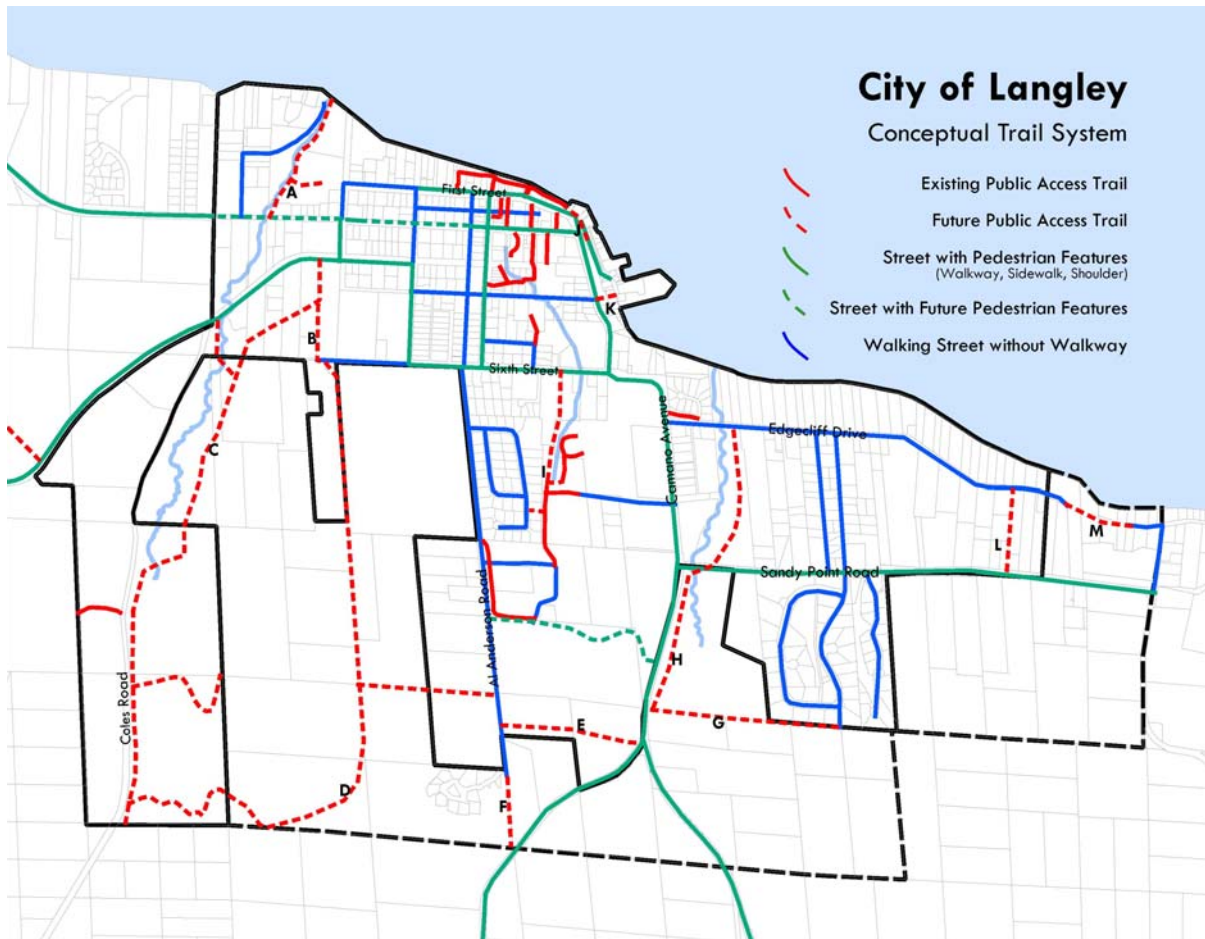 City of Langley
Conceptual Trail System
Existing Public Access Trail
Future Public Access Trail
Street with Pedestrian Features
(Walkway, Sidewalk, Shoulder)
Street with Future Pedestrian Features
Walking Street without Walkway
A
First Street
J
K
B
Sixth Street
Camano Avenue
Edgecliff Drive
C
I
L
M
Sandy Point Road
Al Anderson Road
H
Coles Road
E
G
D
F